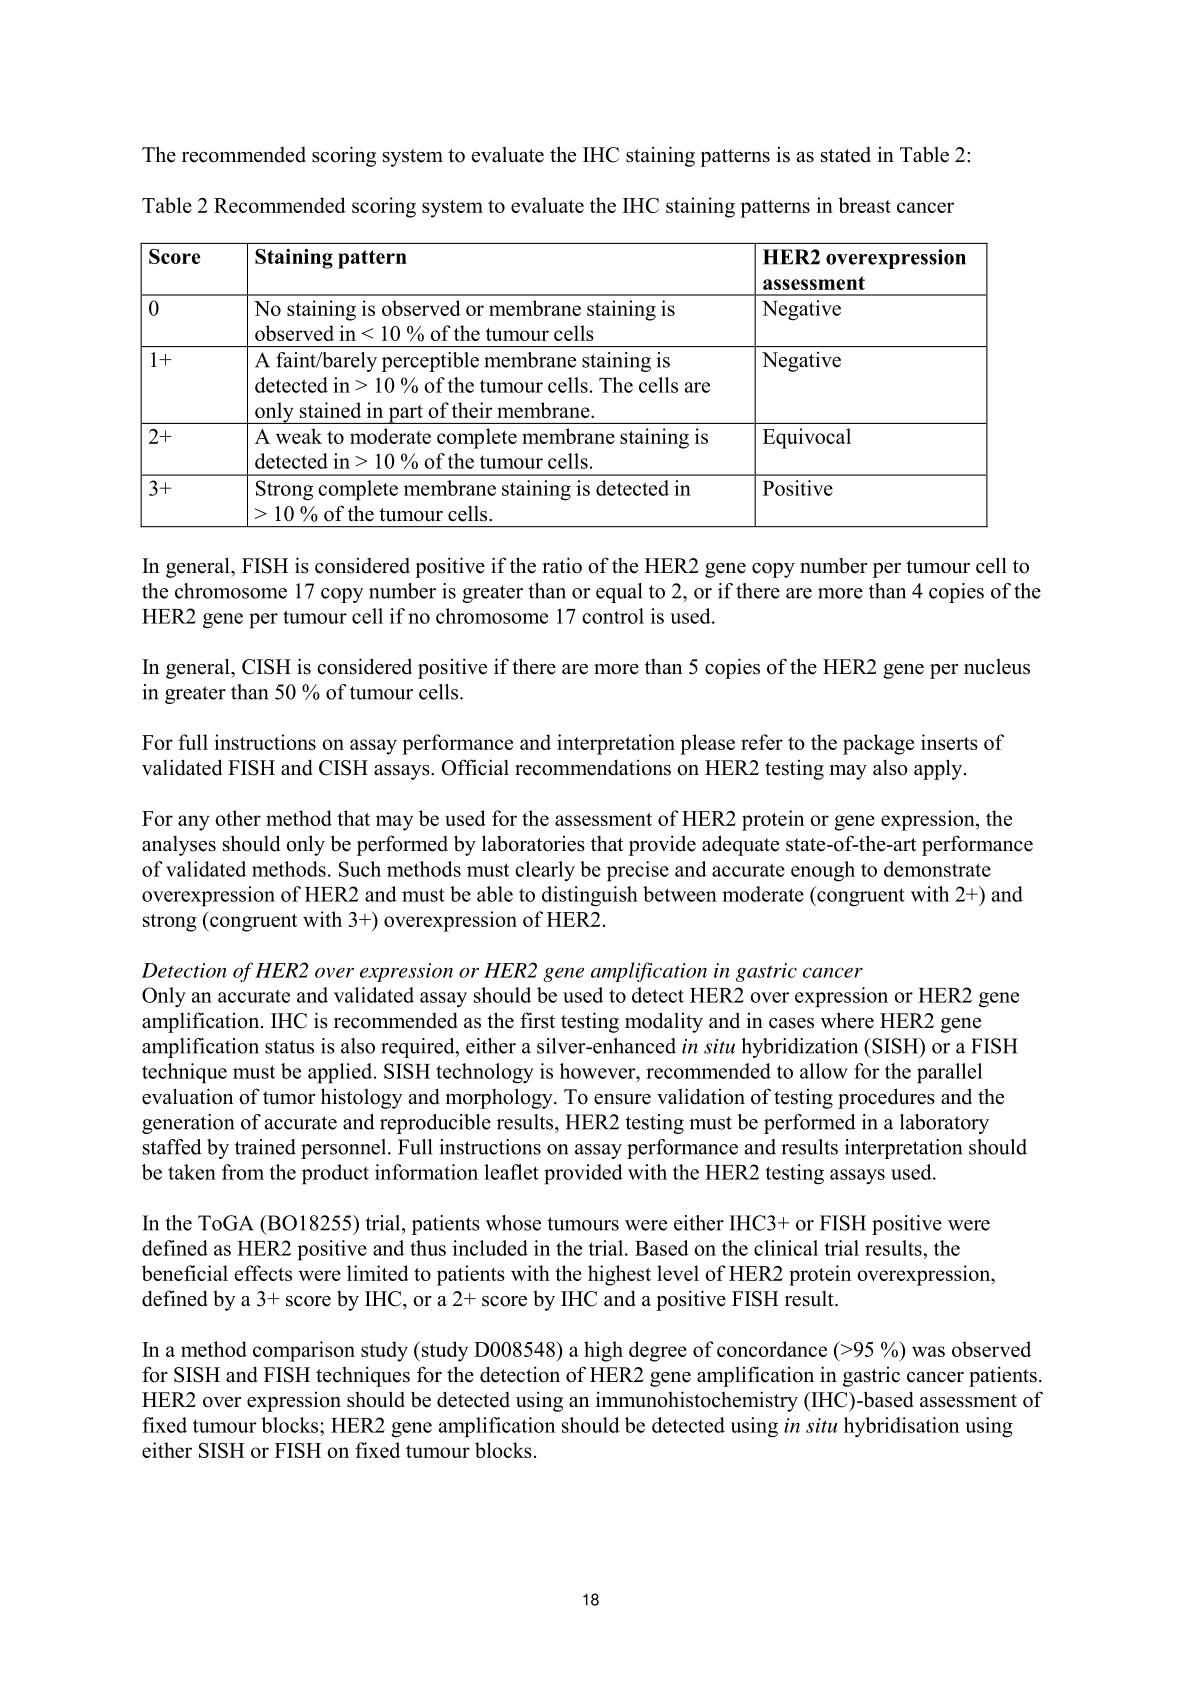 The recommended scoring system to evaluate the IHC staining patterns is as stated in Table 2:
Table 2 Recommended scoring system to evaluate the IHC staining patterns in breast cancer
Score
Staining pattern
HER2 overexpression
assessment
0
No staining is observed or membrane staining is
observed in < 10 % of the tumour cells
Negative
1+
A faint/barely perceptible membrane staining is
detected in > 10 % of the tumour cells. The cells are
only stained in part of their membrane.
Negative
2+
A weak to moderate complete membrane staining is
detected in > 10 % of the tumour cells.
Equivocal
3+
Strong complete membrane staining is detected in
> 10 % of the tumour cells.
Positive
In general, FISH is considered positive if the ratio of the HER2 gene copy number per tumour cell to
the chromosome 17 copy number is greater than or equal to 2, or if there are more than 4 copies of the
HER2 gene per tumour cell if no chromosome 17 control is used.
In general, CISH is considered positive if there are more than 5 copies of the HER2 gene per nucleus
in greater than 50 % of tumour cells.
For full instructions on assay performance and interpretation please refer to the package inserts of
validated FISH and CISH assays. Official recommendations on HER2 testing may also apply.
For any other method that may be used for the assessment of HER2 protein or gene expression, the
analyses should only be performed by laboratories that provide adequate state-of-the-art performance
of validated methods. Such methods must clearly be precise and accurate enough to demonstrate
overexpression of HER2 and must be able to distinguish between moderate (congruent with 2+) and
strong (congruent with 3+) overexpression of HER2.
Detection of HER2 over expression or HER2 gene amplification in gastric cancer
Only an accurate and validated assay should be used to detect HER2 over expression or HER2 gene
amplification. IHC is recommended as the first testing modality and in cases where HER2 gene
amplification status is also required, either a silver-enhanced in situ hybridization (SISH) or a FISH
technique must be applied. SISH technology is however, recommended to allow for the parallel
evaluation of tumor histology and morphology. To ensure validation of testing procedures and the
generation of accurate and reproducible results, HER2 testing must be performed in a laboratory
staffed by trained personnel. Full instructions on assay performance and results interpretation should
be taken from the product information leaflet provided with the HER2 testing assays used.
In the ToGA (BO18255) trial, patients whose tumours were either IHC3+ or FISH positive were
defined as HER2 positive and thus included in the trial. Based on the clinical trial results, the
beneficial effects were limited to patients with the highest level of HER2 protein overexpression,
defined by a 3+ score by IHC, or a 2+ score by IHC and a positive FISH result.
In a method comparison study (study D008548) a high degree of concordance (>95 %) was observed
for SISH and FISH techniques for the detection of HER2 gene amplification in gastric cancer patients.
HER2 over expression should be detected using an immunohistochemistry (IHC)-based assessment of
fixed tumour blocks; HER2 gene amplification should be detected using in situ hybridisation using
either SISH or FISH on fixed tumour blocks.
18